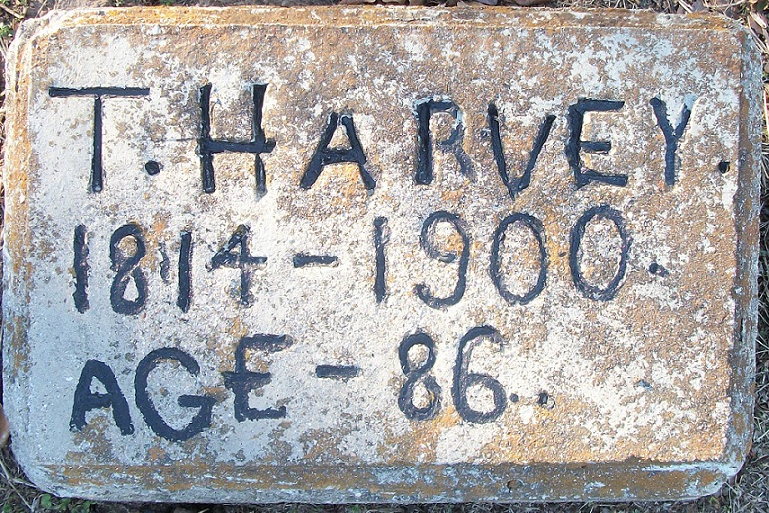 T. HARVEY.
1814 - 1900.
AGE - 86.